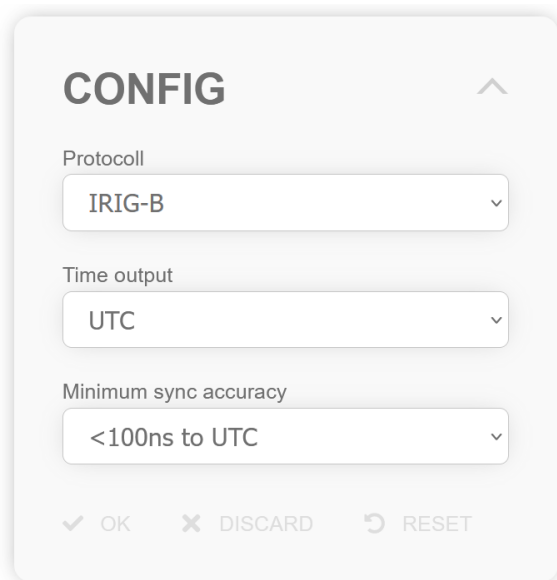 CONFIG
Protocoll
IRIG-B
Time output
UTC
Minimum sync accuracy
<100ns to UTC
OK DISCARD RESET